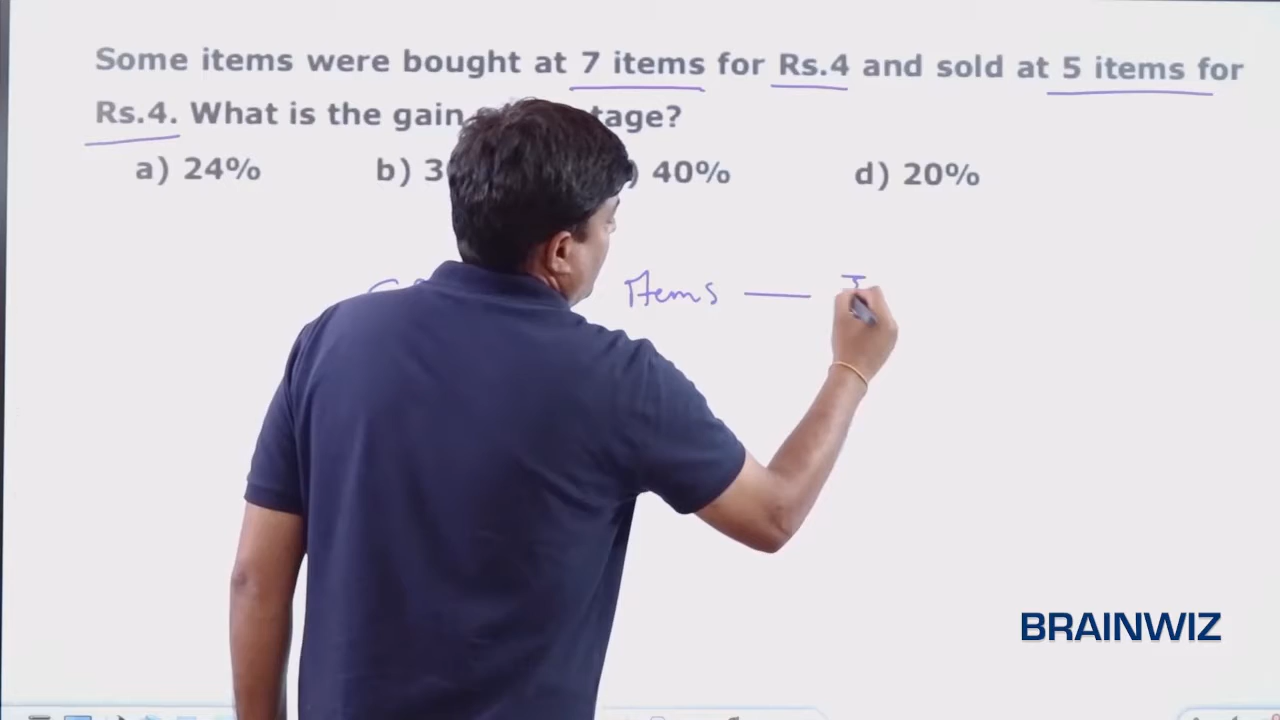 Some items were bought at 7 items for Rs.4 and sold at 5 items for
Rs.4. What is the gain tage?
a) 24% b) 3 ) 40% d) 20%
Items —
BRAINWIZ